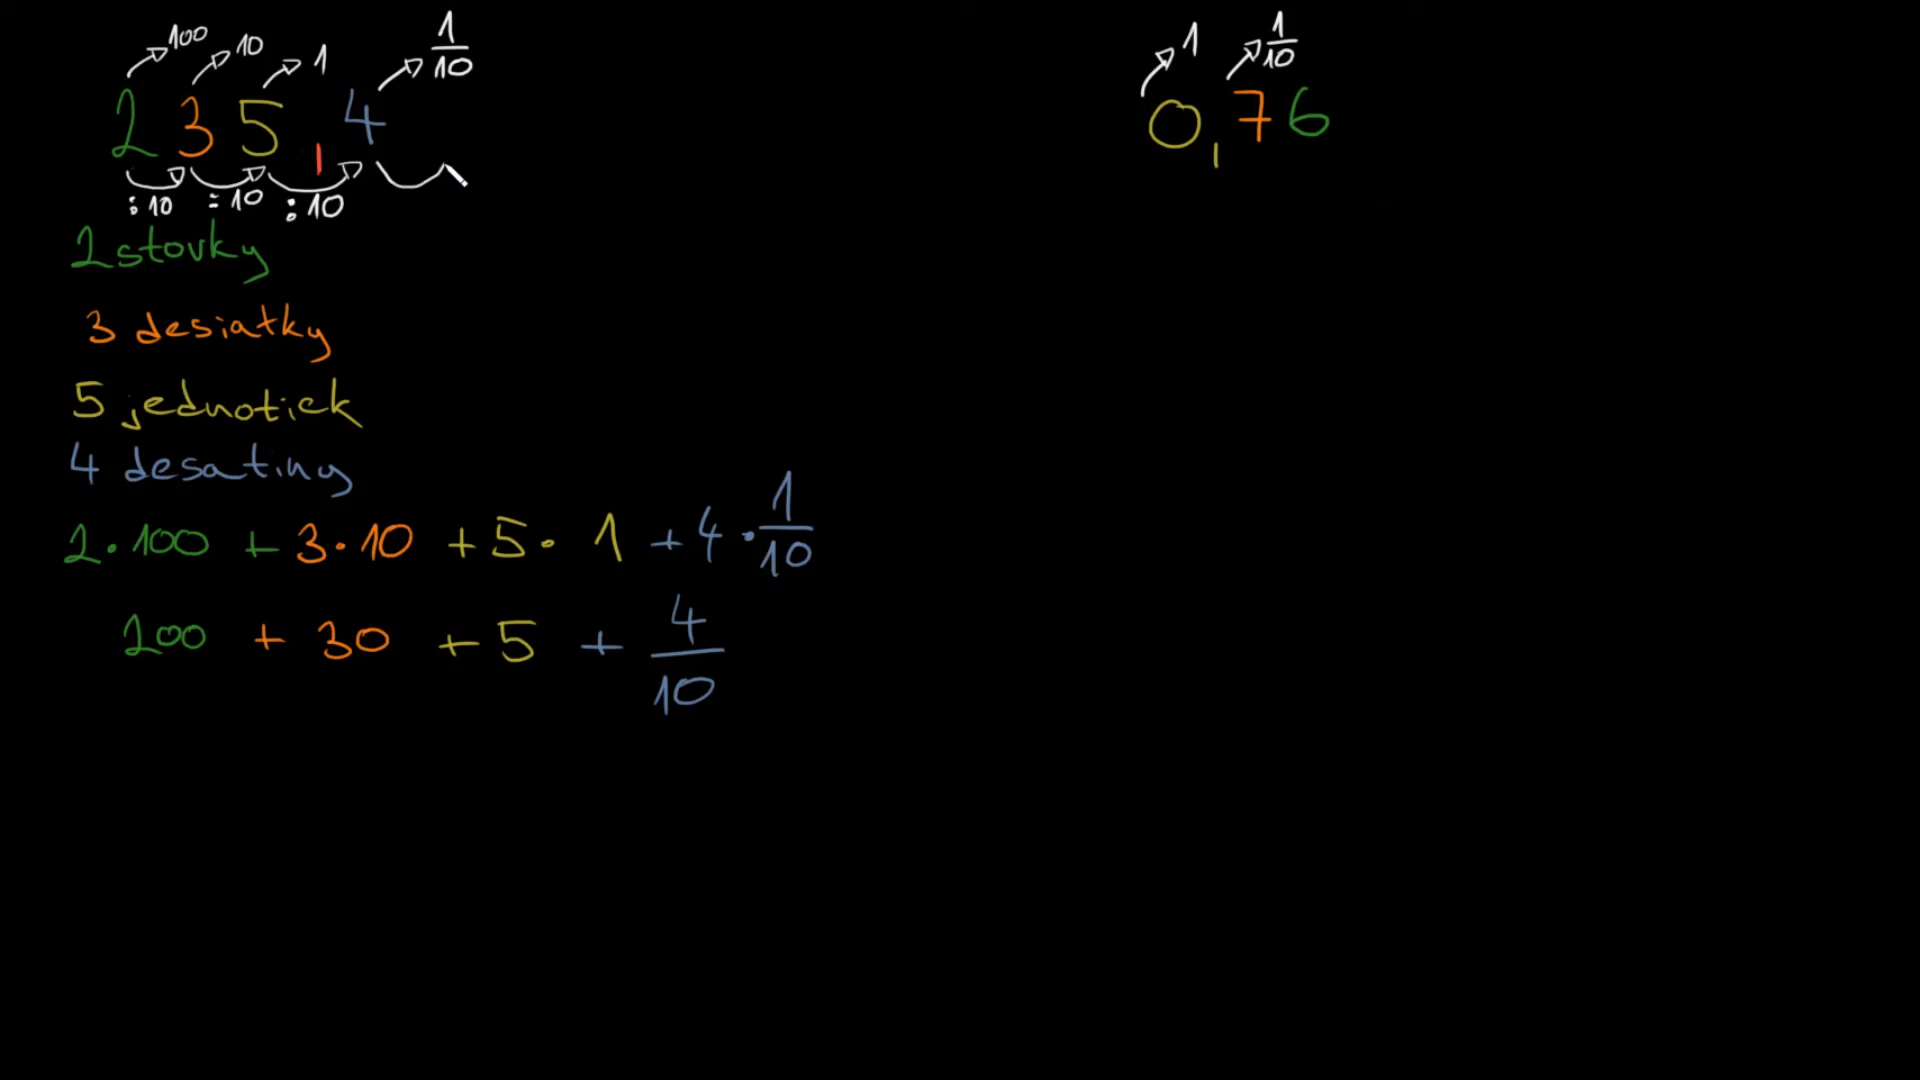 100 10 1 1/10
235,4
:10 :10 :10
2 stovky
3 desiatky
5 jednotiek
4 desatiny
2·100 + 3·10 + 5·1 + 4·1/10
200 + 30 + 5 + 4/10
1 1/10
0,76